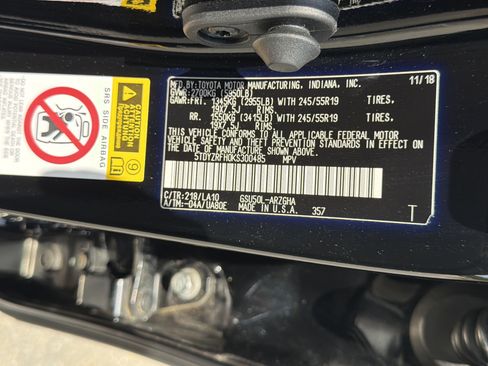 MFD. BY: TOYOTA MOTOR MANUFACTURING, INDIANA, INC. 11/18
GVWR: 2700KG (5950LB)
GAWR: FRT. 1345KG (2955LB) WITH 245/55R19 TIRES,
19X7.5J RIMS
RR. 1550KG (3415LB) WITH 245/55R19 TIRES,
19X7.5J RIMS
THIS VEHICLE CONFORMS TO ALL APPLICABLE FEDERAL MOTOR
VEHICLE SAFETY AND THEFT PREVENTION STANDARDS IN EFFECT
ON THE DATE OF MANUFACTURE SHOWN ABOVE.
5TDYZRFH0KS300485 MPV
C/TR: 218/LA10 GSU50L-ARZGHA
A/TM: -04A/UA80E MADE IN U.S.A. 357 T
SRS SIDE AIRBAG